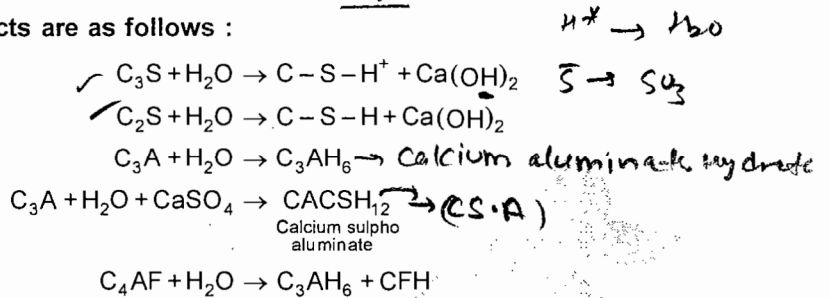 cts are as follows :
H* → H₂O
C₃S + H₂O → C – S – H⁺ + Ca(OH)₂
S̅ → SO₃
C₂S + H₂O → C – S – H + Ca(OH)₂
C₃A + H₂O → C₃AH₆ → Calcium aluminate hydrate
C₃A + H₂O + CaSO₄ → CACSH₁₂ → (CS.A)
Calcium sulpho
aluminate
C₄AF + H₂O → C₃AH₆ + CFH